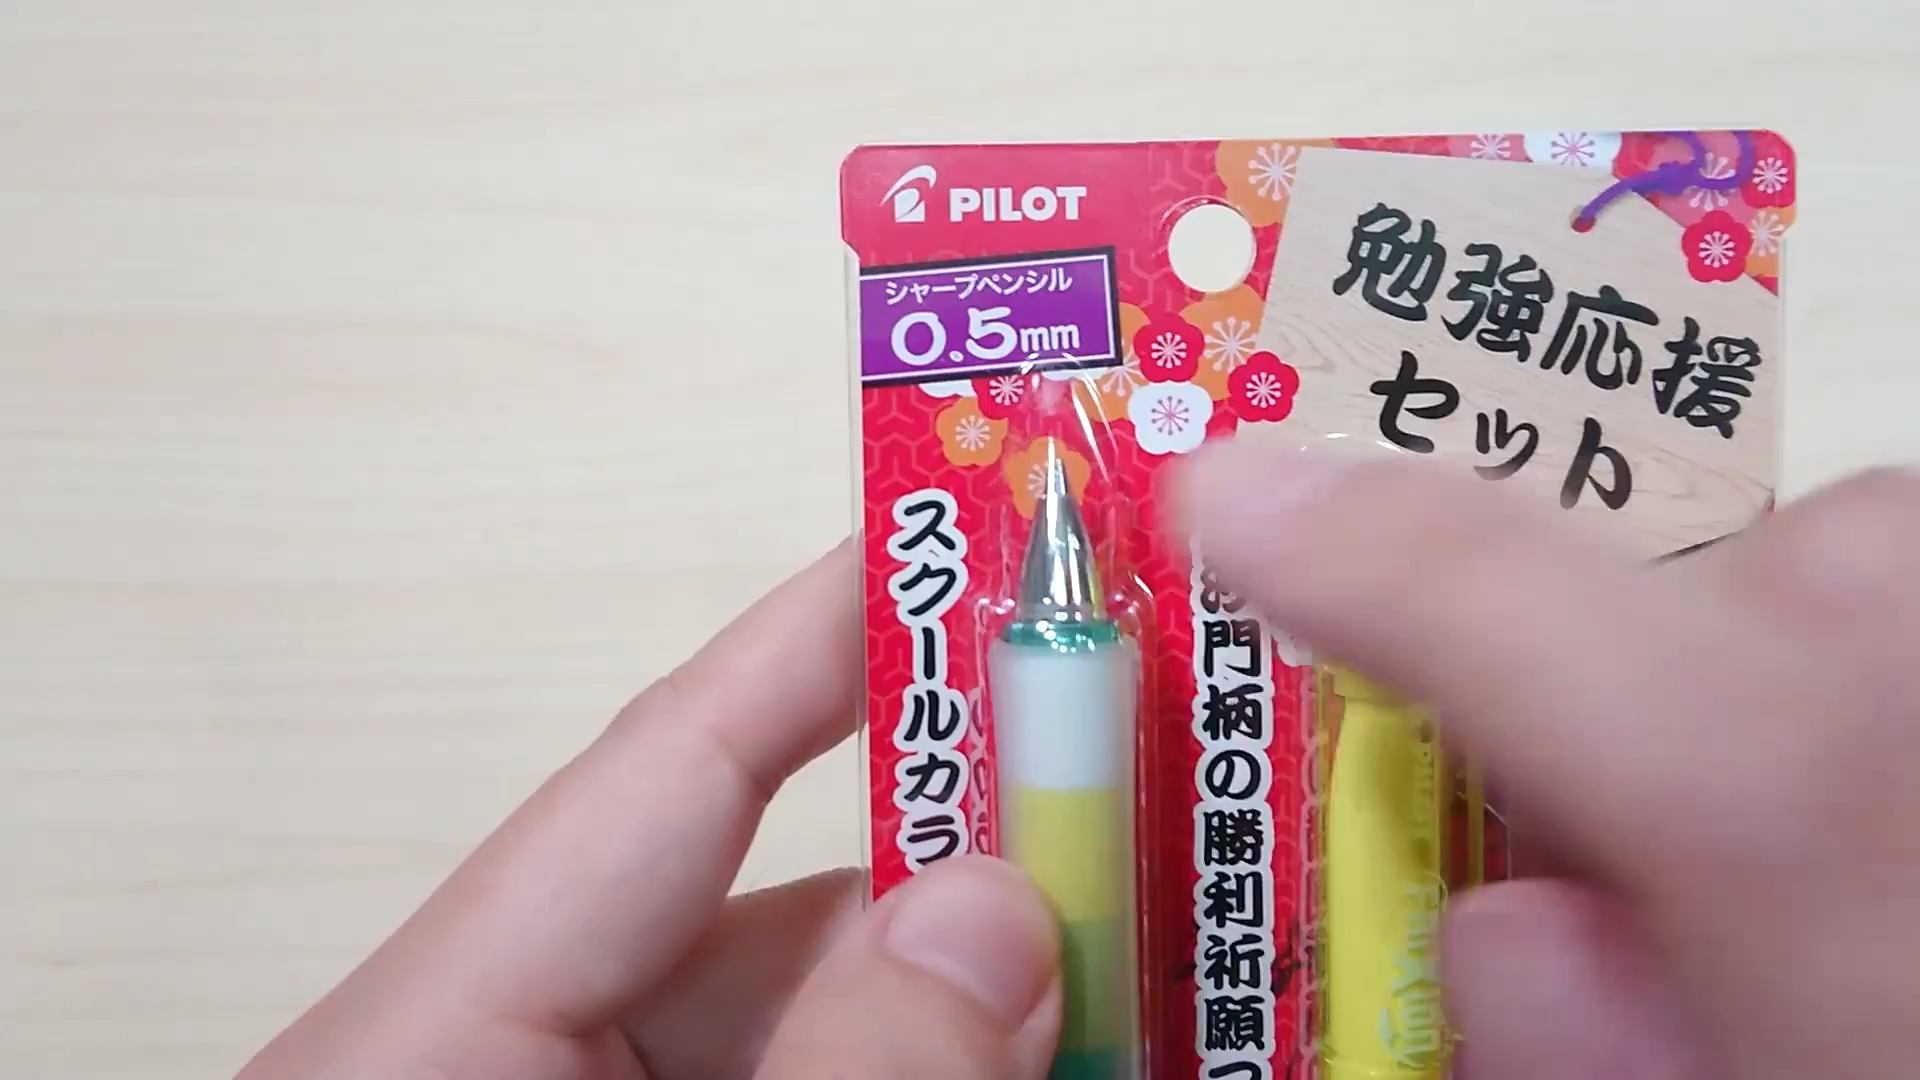 PILOT
シャープペンシル
0.5mm
勉強応援
セット
スクールカラ
門柄の勝利祈願